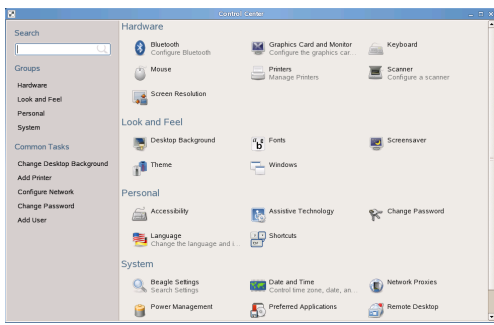 Control Center
Search
Groups
Hardware
Look and Feel
Personal
System
Common Tasks
Change Desktop Background
Add Printer
Configure Network
Change Password
Add User
Hardware
Bluetooth
Configure Bluetooth
Graphics Card and Monitor
Configure the graphics car...
Keyboard
Mouse
Printers
Manage Printers
Scanner
Configure a scanner
Screen Resolution
Look and Feel
Desktop Background
Fonts
Screensaver
Theme
Windows
Personal
Accessibility
Assistive Technology
Change Password
Language
Change the language and i...
Shortcuts
System
Beagle Settings
Search Settings
Date and Time
Control time zone, date, an...
Network Proxies
Power Management
Preferred Applications
Remote Desktop